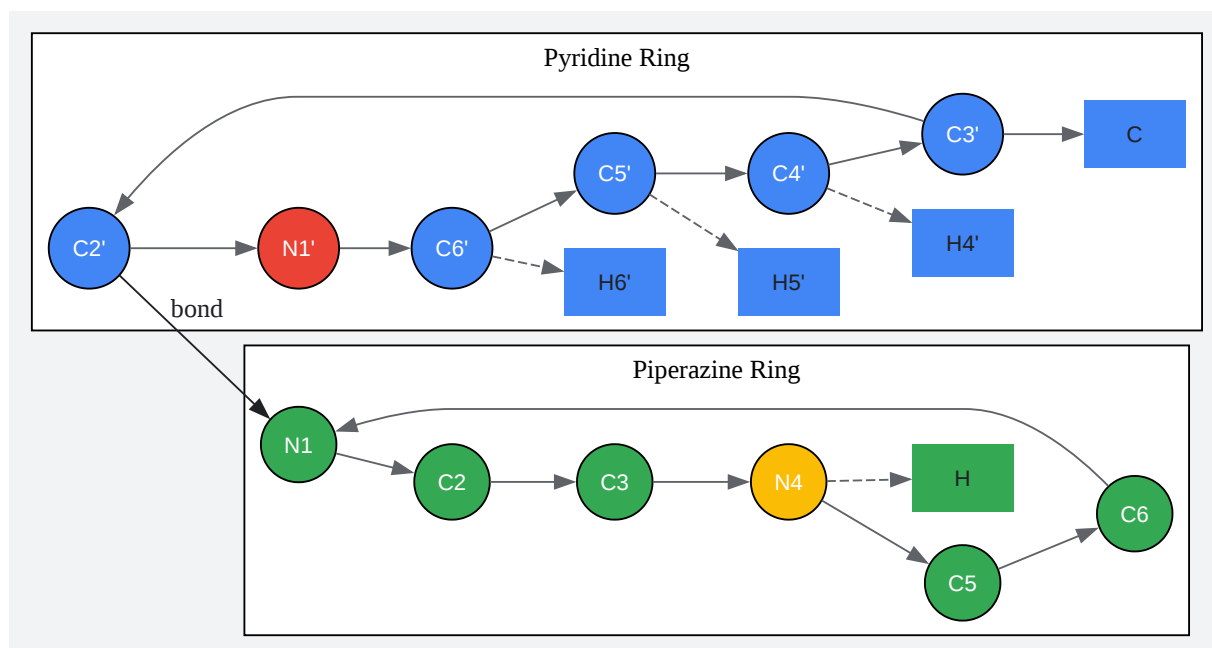 Pyridine Ring
C3'
C
C5'
C4'
C2'
N1'
C6'
H4'
H6'
H5'
bond
Piperazine Ring
N1
C2
C3
N4
H
C6
C5